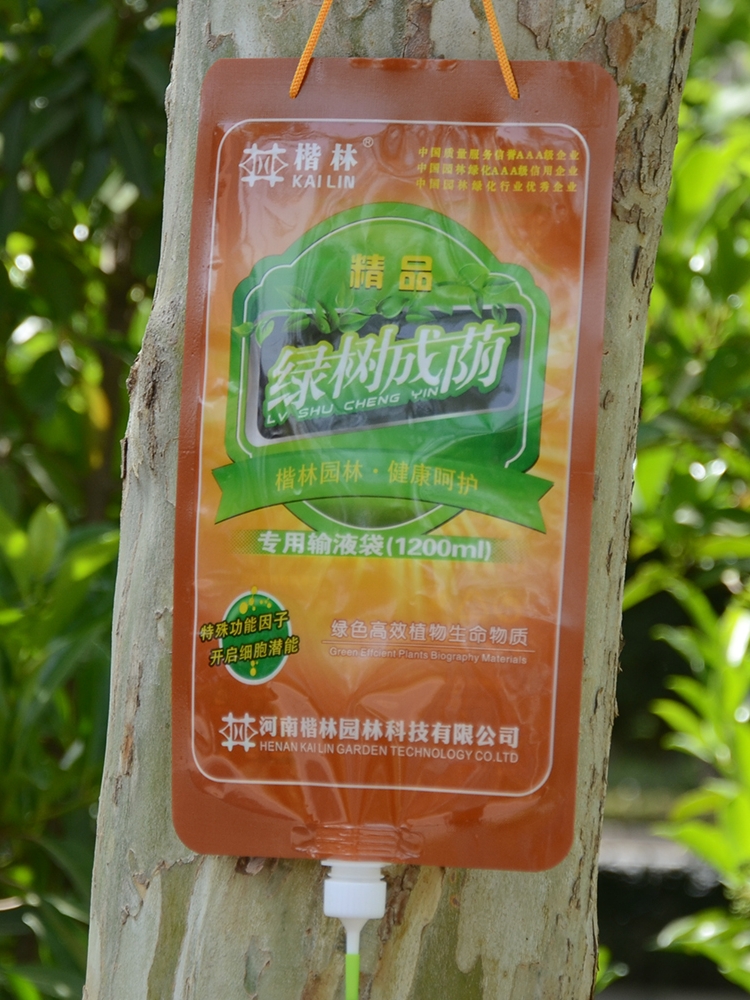 楷林®
KAILIN
中国质量服务信誉AAA级企业
中国园林绿化AAA级信用企业
中国园林绿化行业优秀企业
精品
绿树成荫
LV SHU CHENG YIN
楷林园林·健康呵护
专用输液袋(1200ml)
特殊功能因子
开启细胞潜能
绿色高效植物生命物质
Green Effcient Plants Biography Materials
河南楷林园林科技有限公司
HENAN KAI LIN GARDEN TECHNOLOGY CO.LTD